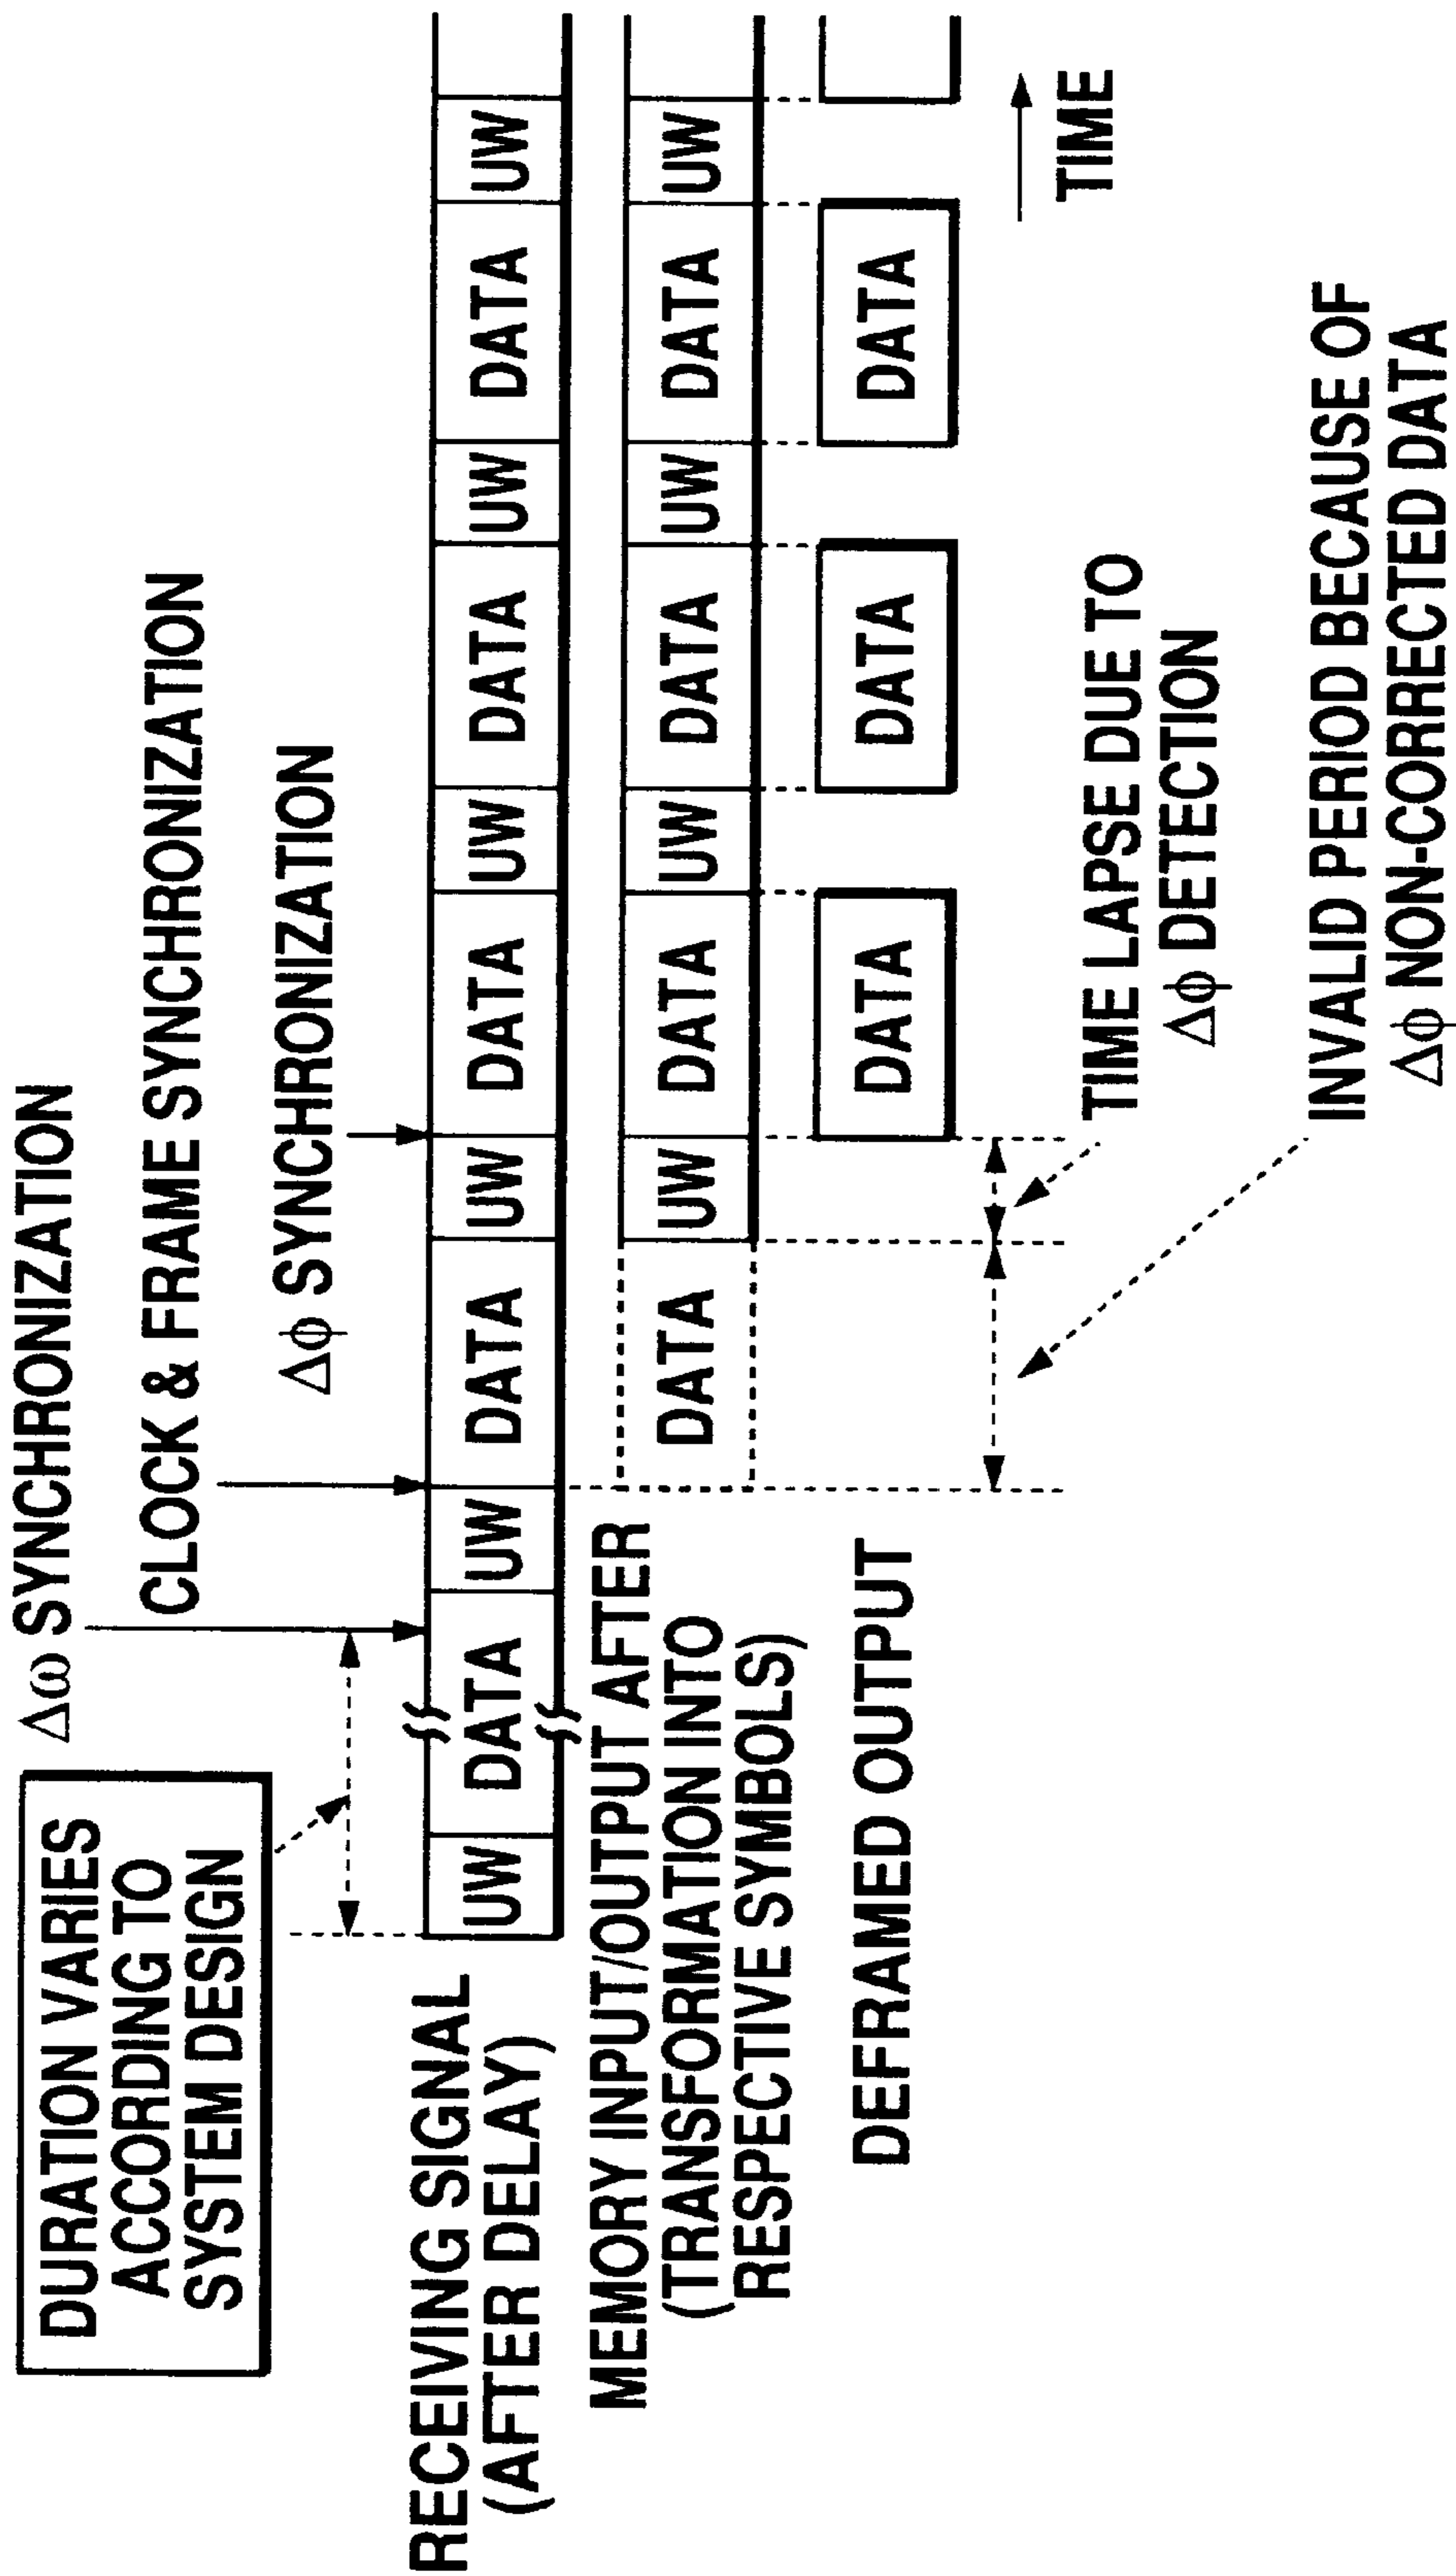 DURATION VARIES
ACCORDING TO
SYSTEM DESIGN
Δω SYNCHRONIZATION
CLOCK & FRAME SYNCHRONIZATION
Δϕ SYNCHRONIZATION
RECEIVING SIGNAL
(AFTER DELAY)
UW DATA UW DATA UW DATA UW DATA UW DATA UW
MEMORY INPUT/OUTPUT AFTER
(TRANSFORMATION INTO
RESPECTIVE SYMBOLS)
DATA UW DATA UW DATA UW DATA UW
DEFRAMED OUTPUT
DATA DATA DATA
TIME
TIME LAPSE DUE TO
Δϕ DETECTION
INVALID PERIOD BECAUSE OF
Δϕ NON-CORRECTED DATA